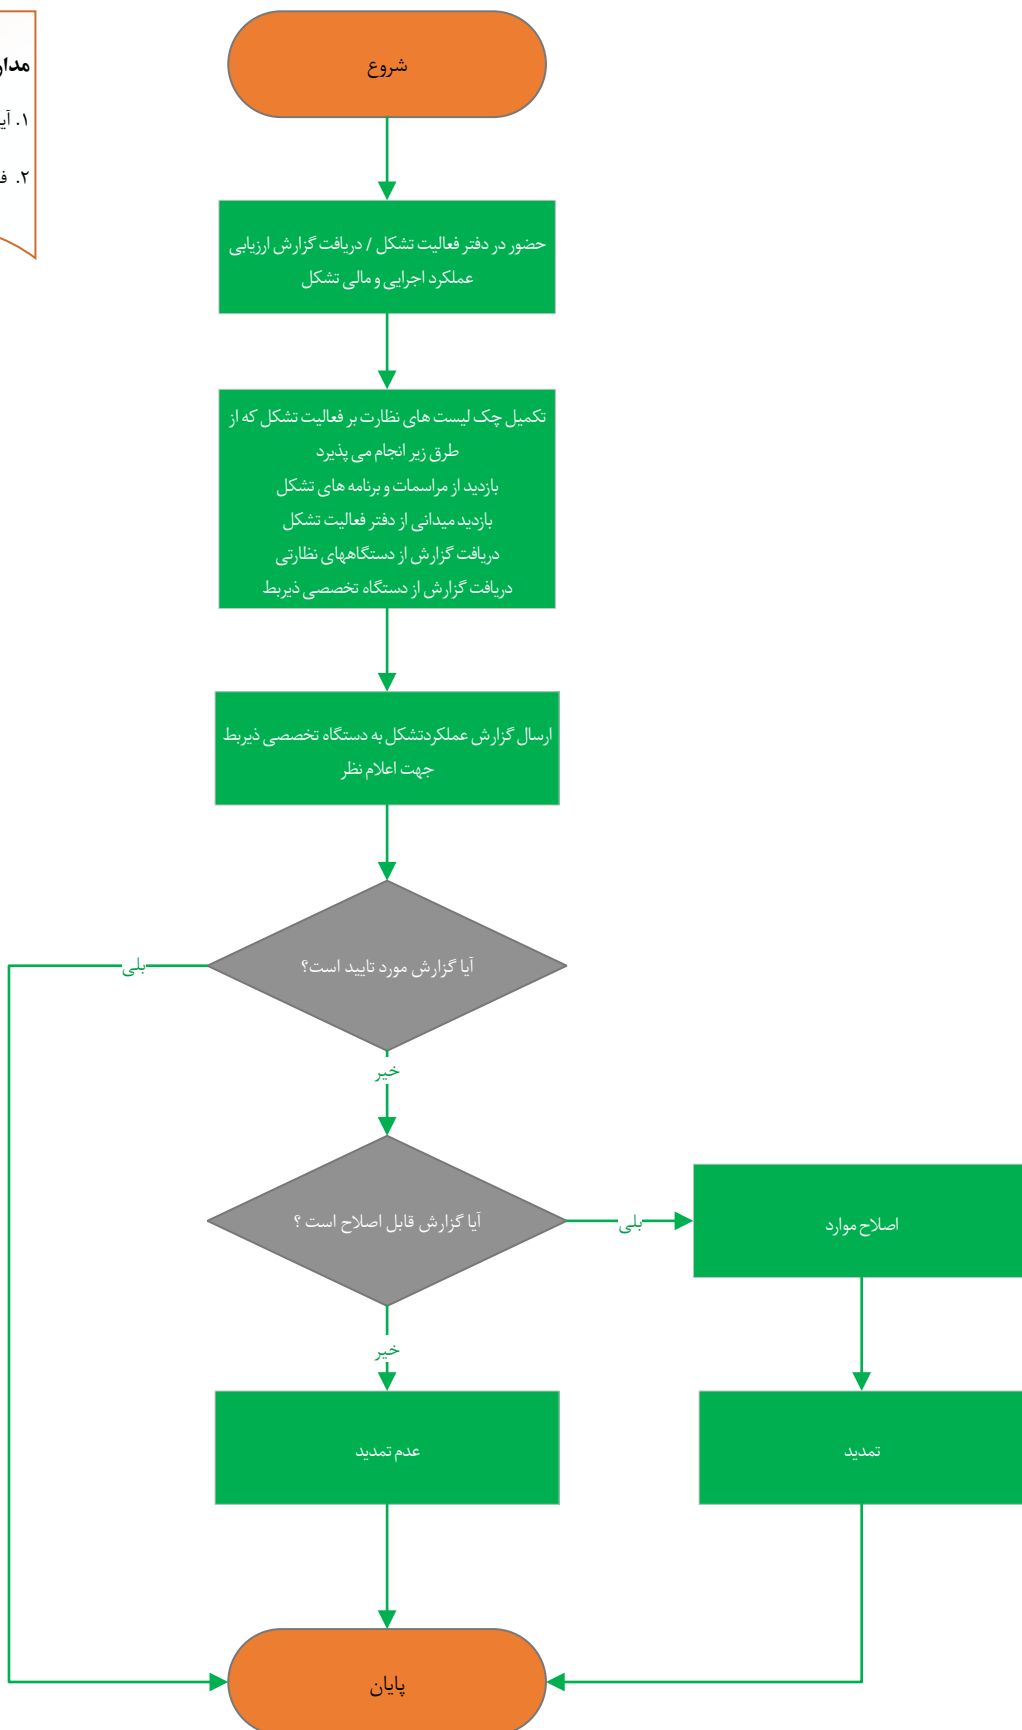 شروع
۱.
۲.
حضور در دفتر فعالیت تشکل / دریافت گزارش ارزیابی
عملکرد اجرایی و مالی تشکل
تکمیل چک لیست های نظارت بر فعالیت تشکل که از
طرق زیر انجام می پذیرد
بازدید از مراسمات و برنامه های تشکل
بازدید میدانی از دفتر فعالیت تشکل
دریافت گزارش از دستگاههای نظارتی
دریافت گزارش از دستگاه تخصصی ذیربط
ارسال گزارش عملکردتشکل به دستگاه تخصصی ذیربط
جهت اعلام نظر
آیا گزارش مورد تایید است؟
بلی
خیر
آیا گزارش قابل اصلاح است ؟
بلی
اصلاح موارد
خیر
عدم تمدید
تمدید
پایان